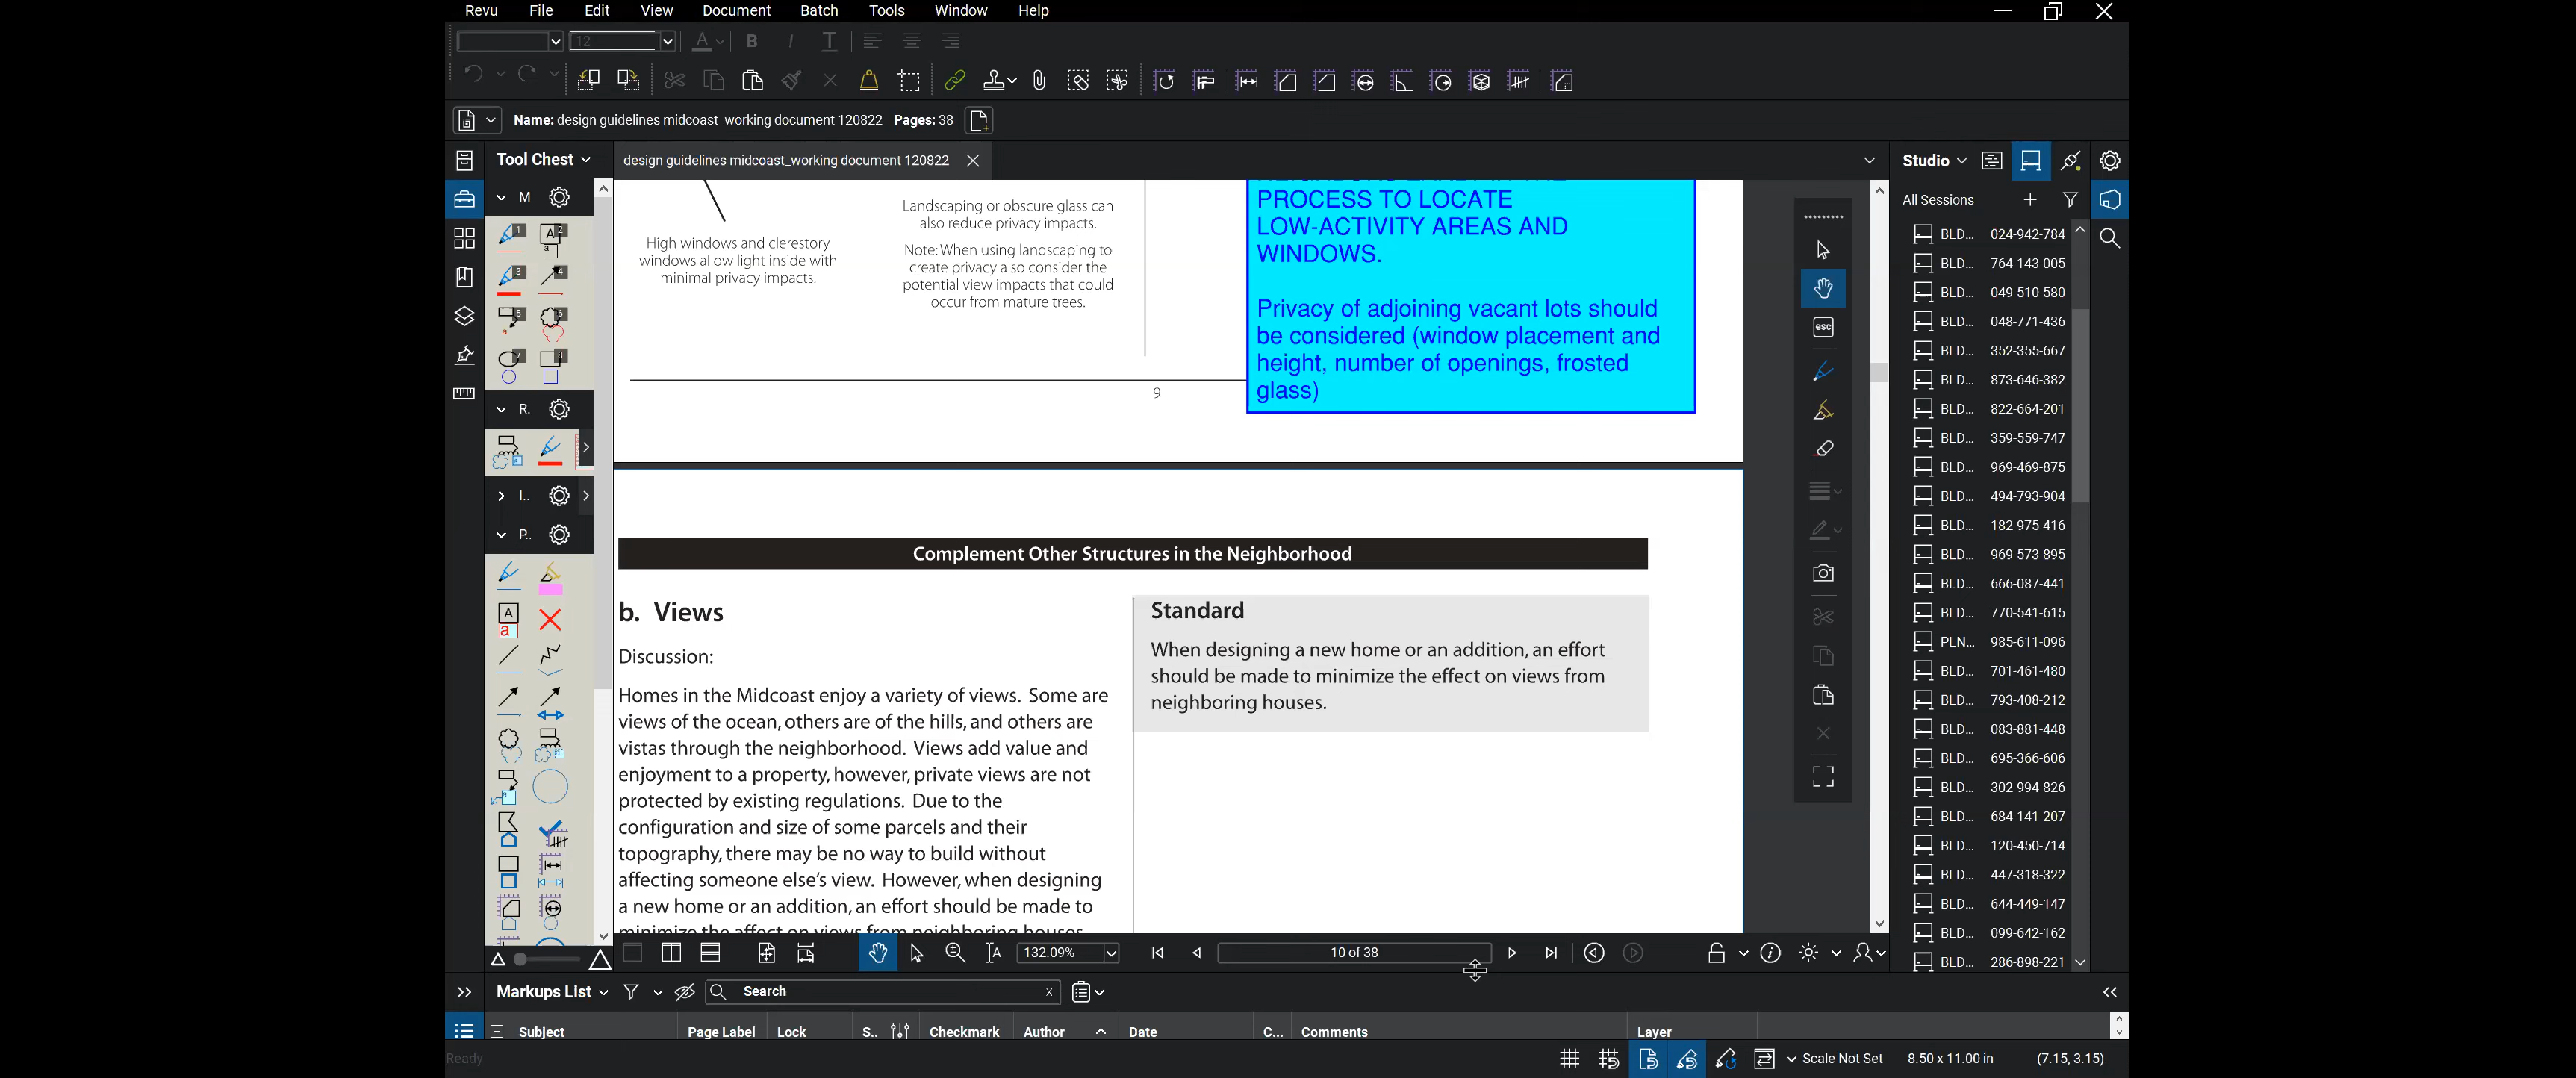 Revu File Edit View Document Batch Tools Window Help
12
Name: design guidelines midcoast_working document 120822 Pages: 38
Tool Chest
design guidelines midcoast_working document 120822
Studio
All Sessions
M
R.
I..
P..
High windows and clerestory
windows allow light inside with
minimal privacy impacts.
Landscaping or obscure glass can
also reduce privacy impacts.
Note: When using landscaping to
create privacy also consider the
potential view impacts that could
occur from mature trees.
PROCESS TO LOCATE
LOW-ACTIVITY AREAS AND
WINDOWS.
Privacy of adjoining vacant lots should
be considered (window placement and
height, number of openings, frosted
glass)
9
Complement Other Structures in the Neighborhood
b. Views
Discussion:
Homes in the Midcoast enjoy a variety of views. Some are
views of the ocean, others are of the hills, and others are
vistas through the neighborhood. Views add value and
enjoyment to a property, however, private views are not
protected by existing regulations. Due to the
configuration and size of some parcels and their
topography, there may be no way to build without
affecting someone else's view. However, when designing
a new home or an addition, an effort should be made to
minimize the affect on views from neighboring houses
Standard
When designing a new home or an addition, an effort
should be made to minimize the effect on views from
neighboring houses.
esc
BLD... 024-942-784
BLD... 764-143-005
BLD... 049-510-580
BLD... 048-771-436
BLD... 352-355-667
BLD... 873-646-382
BLD... 822-664-201
BLD... 359-559-747
BLD... 969-469-875
BLD... 494-793-904
BLD... 182-975-416
BLD... 969-573-895
BLD... 666-087-441
BLD... 770-541-615
PLN... 985-611-096
BLD... 701-461-480
BLD... 793-408-212
BLD... 083-881-448
BLD... 695-366-606
BLD... 302-994-826
BLD... 684-141-207
BLD... 120-450-714
BLD... 447-318-322
BLD... 644-449-147
BLD... 099-642-162
BLD... 286-898-221
132.09%
10 of 38
Markups List
Search
Subject Page Label Lock S.. Checkmark Author Date C... Comments Layer
Ready
Scale Not Set 8.50 x 11.00 in (7.15, 3.15)